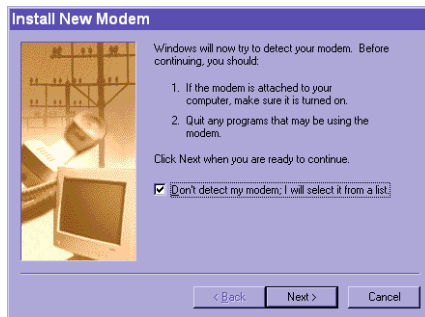 Install New Modem
Windows will now try to detect your modem. Before
continuing, you should:
1. If the modem is attached to your
computer, make sure it is turned on.
2. Quit any programs that may be using the
modem.
Click Next when you are ready to continue.
Don't detect my modem; I will select it from a list.
< Back
Next >
Cancel